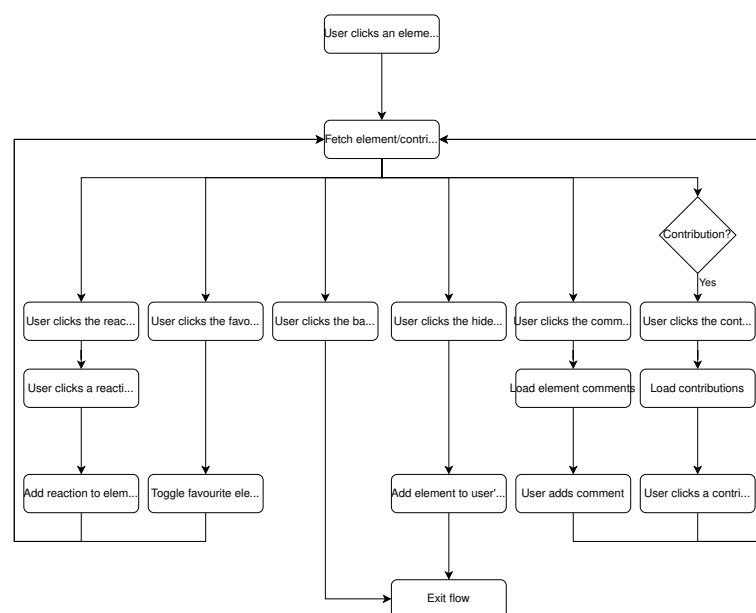 User clicks an eleme...
Fetch element/contri...
Contribution?
Yes
User clicks the reac...
User clicks the favo...
User clicks the ba...
User clicks the hide...
User clicks the comm...
User clicks the cont...
User clicks a reacti...
Load element comments
Load contributions
Add reaction to elem...
Toggle favourite ele...
Add element to user'...
User adds comment
User clicks a contri...
Exit flow